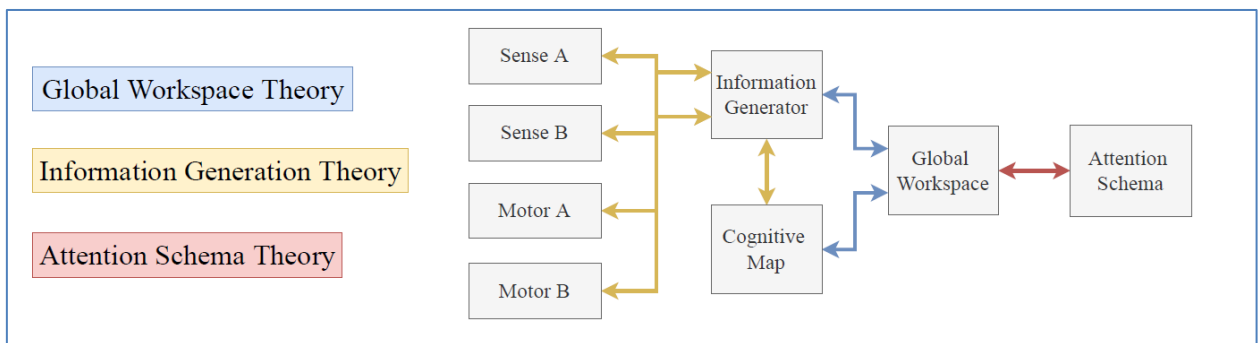 Global Workspace Theory
Information Generation Theory
Attention Schema Theory
Sense A
Sense B
Motor A
Motor B
Information
Generator
Cognitive
Map
Global
Workspace
Attention
Schema